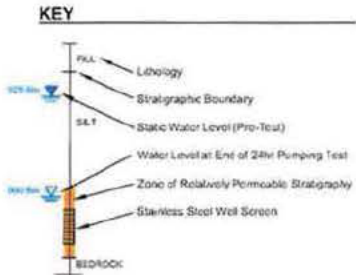 KEY
FILL
Lithology
Stratigraphic Boundary
Static Water Level (Pre-Test)
SILT
Water Level at End of 24hr Pumping Test
Zone of Relatively Permeable Stratigraphy
Stainless Steel Well Screen
BEDROCK